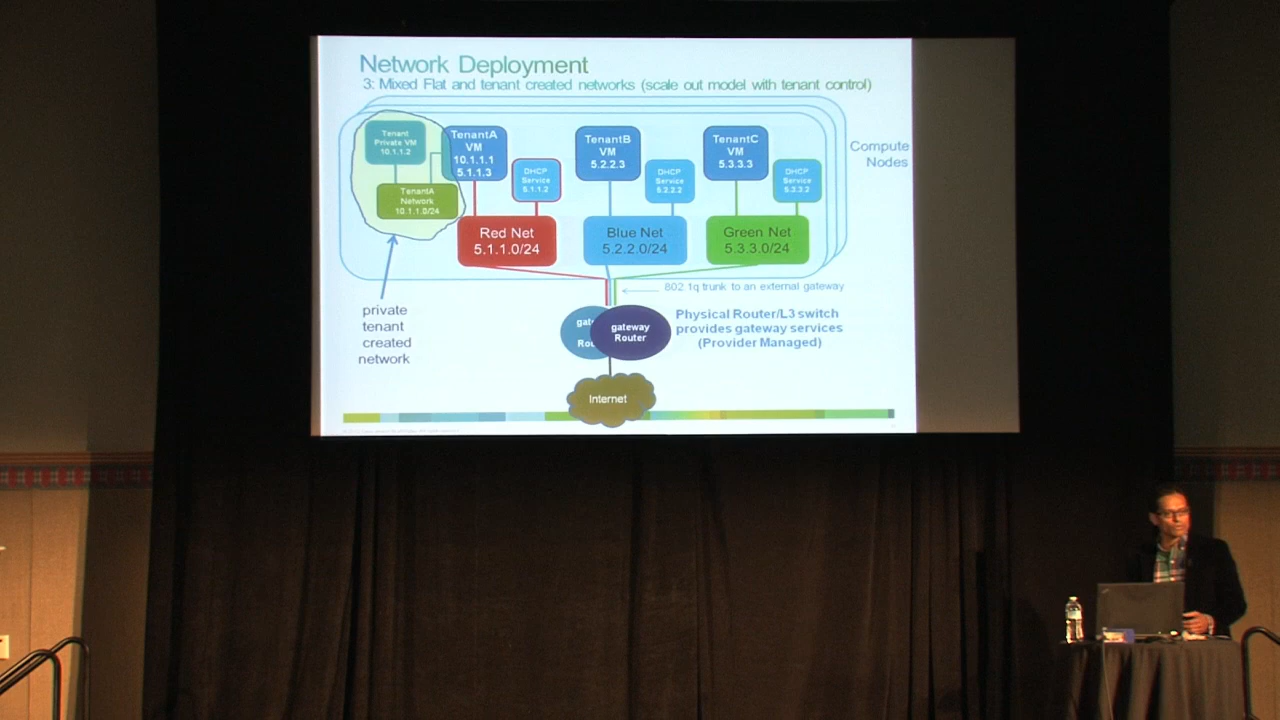 Network Deployment
3: Mixed Flat and tenant created networks (scale out model with tenant control)
Tenant
Private VM
10.1.1.2
TenantA
VM
10.1.1.1
5.1.1.3
DHCP
Service
5.1.1.2
TenantB
VM
5.2.2.3
DHCP
Service
5.2.2.2
TenantC
VM
5.3.3.3
DHCP
Service
5.3.3.2
Compute
Nodes
TenantA
Network
10.1.1.0/24
Red Net
5.1.1.0/24
Blue Net
5.2.2.0/24
Green Net
5.3.3.0/24
802.1q trunk to an external gateway
private
tenant
created
network
gateway
Router
Physical Router/L3 switch
provides gateway services
(Provider Managed)
Internet